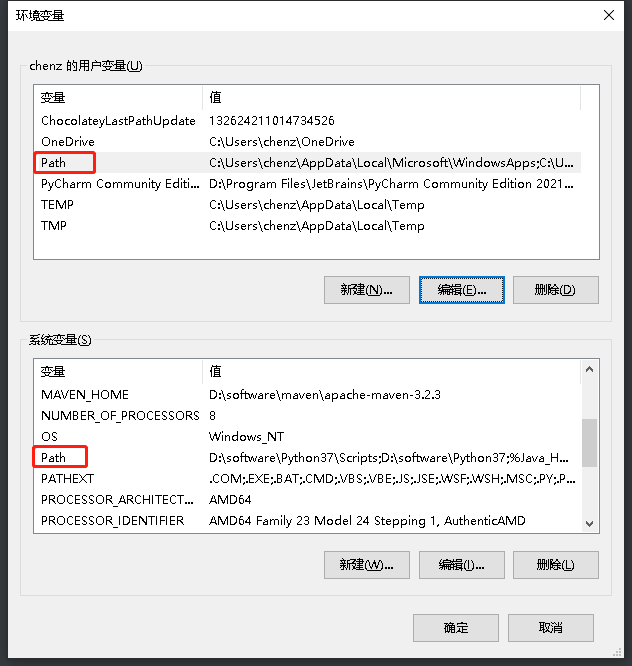 环境变量
chenz 的用户变量(U)
变量 值
ChocolateyLastPathUpdate 132624211014734526
OneDrive C:\Users\chenz\OneDrive
Path C:\Users\chenz\AppData\Local\Microsoft\WindowsApps;C:\U...
PyCharm Community Editi... D:\Program Files\JetBrains\PyCharm Community Edition 2021...
TEMP C:\Users\chenz\AppData\Local\Temp
TMP C:\Users\chenz\AppData\Local\Temp
新建(N)... 编辑(E)... 删除(D)
系统变量(S)
变量 值
MAVEN_HOME D:\software\maven\apache-maven-3.2.3
NUMBER_OF_PROCESSORS 8
OS Windows_NT
Path D:\software\Python37\Scripts;D:\software\Python37;%Java_H...
PATHEXT .COM;.EXE;.BAT;.CMD;.VBS;.VBE;.JS;.JSE;.WSF;.WSH;.MSC;.PY;.P...
PROCESSOR_ARCHITECT... AMD64
PROCESSOR_IDENTIFIER AMD64 Family 23 Model 24 Stepping 1, AuthenticAMD
新建(W)... 编辑(I)... 删除(L)
确定 取消